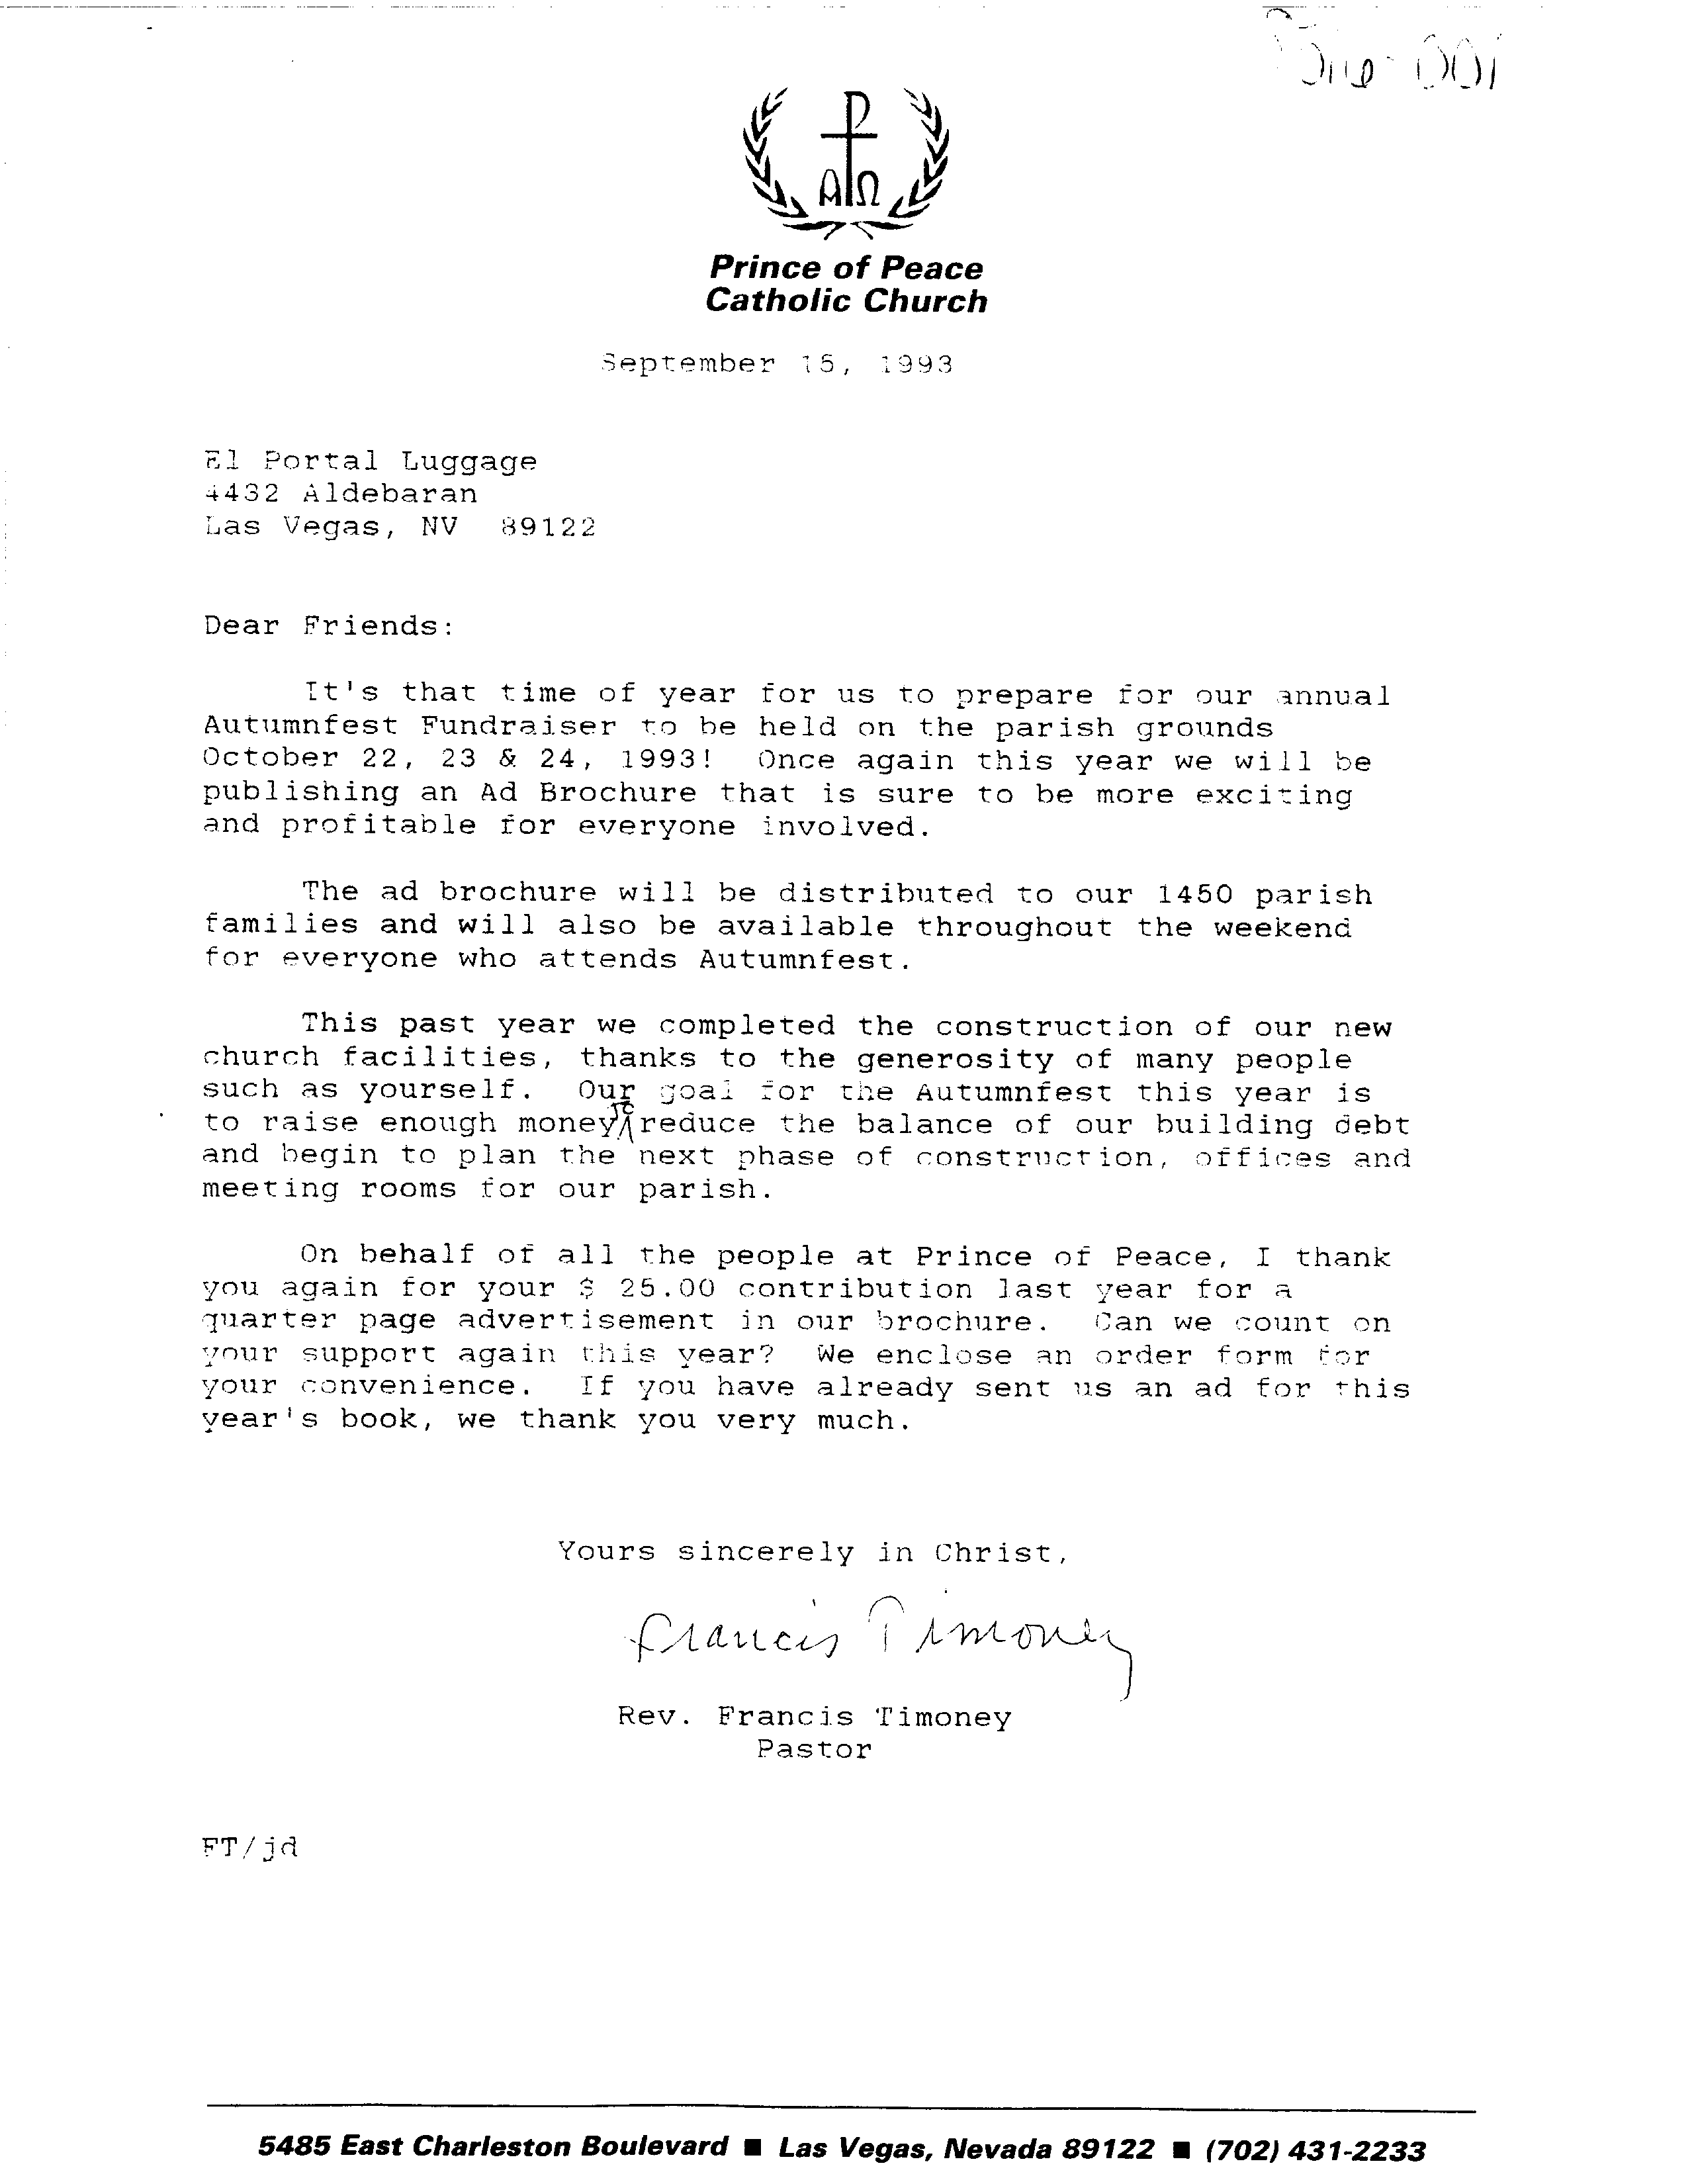 ΑΩ
Prince of Peace
Catholic Church
September 15, 1993
El Portal Luggage
4432 Aldebaran
Las Vegas, NV  89122
Dear Friends:
It's that time of year for us to prepare for our annual
Autumnfest Fundraiser to be held on the parish grounds
October 22, 23 & 24, 1993!  Once again this year we will be
publishing an Ad Brochure that is sure to be more exciting
and profitable for everyone involved.
The ad brochure will be distributed to our 1450 parish
families and will also be available throughout the weekend
for everyone who attends Autumnfest.
This past year we completed the construction of our new
church facilities, thanks to the generosity of many people
such as yourself.  Our goal for the Autumnfest this year is
to raise enough money to reduce the balance of our building debt
and begin to plan the next phase of construction, offices and
meeting rooms for our parish.
On behalf of all the people at Prince of Peace, I thank
you again for your $ 25.00 contribution last year for a
quarter page advertisement in our brochure.  Can we count on
your support again this year?  We enclose an order form for
your convenience.  If you have already sent us an ad for this
year's book, we thank you very much.
Yours sincerely in Christ,
Francis Timoney
Rev. Francis Timoney
Pastor
FT/jd
5485 East Charleston Boulevard ■ Las Vegas, Nevada 89122 ■ (702) 431-2233